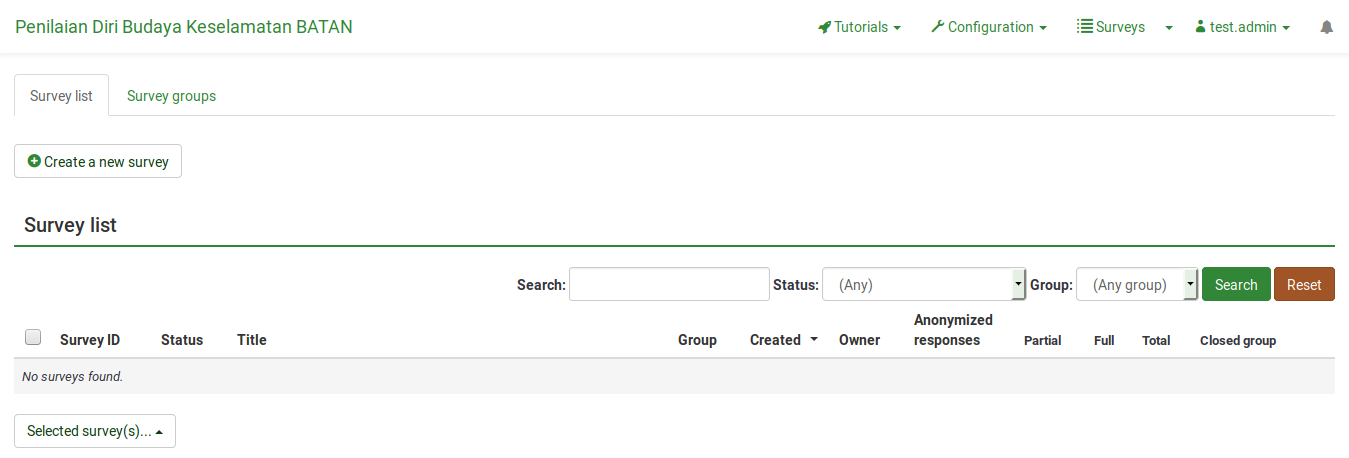 Penilaian Diri Budaya Keselamatan BATAN Tutorials Configuration Surveys test.admin
Survey list Survey groups
Create a new survey
Survey list
Search: Status: (Any) Group: (Any group) Search Reset
Survey ID Status Title Group Created Owner Anonymized responses Partial Full Total Closed group
No surveys found.
Selected survey(s)...